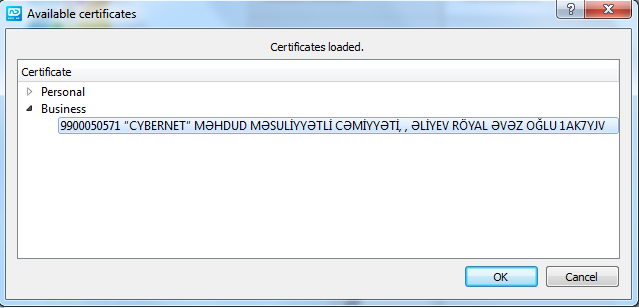 Available certificates
Certificates loaded.
Certificate
Personal
Business
9900050571 "CYBERNET" MƏHDUD MƏSULİYYƏTLİ CƏMİYYƏTİ, , ƏLİYEV RÖYAL ƏVƏZ OĞLU 1AK7YJV
OK
Cancel